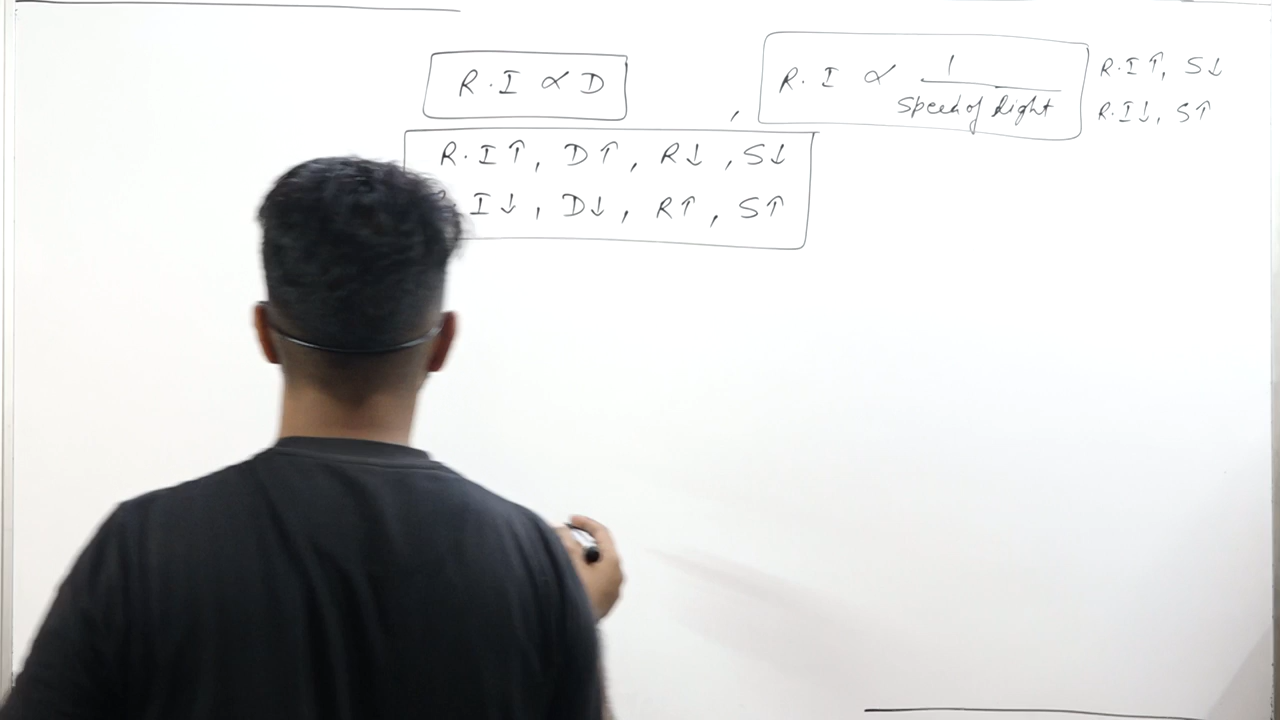 R.I ∝ D , R.I ∝ 1 / Speed of light
R.I↑, S↓
R.I↓, S↑
R.I↑, D↑, R↓, S↓
I↓, D↓, R↑, S↑